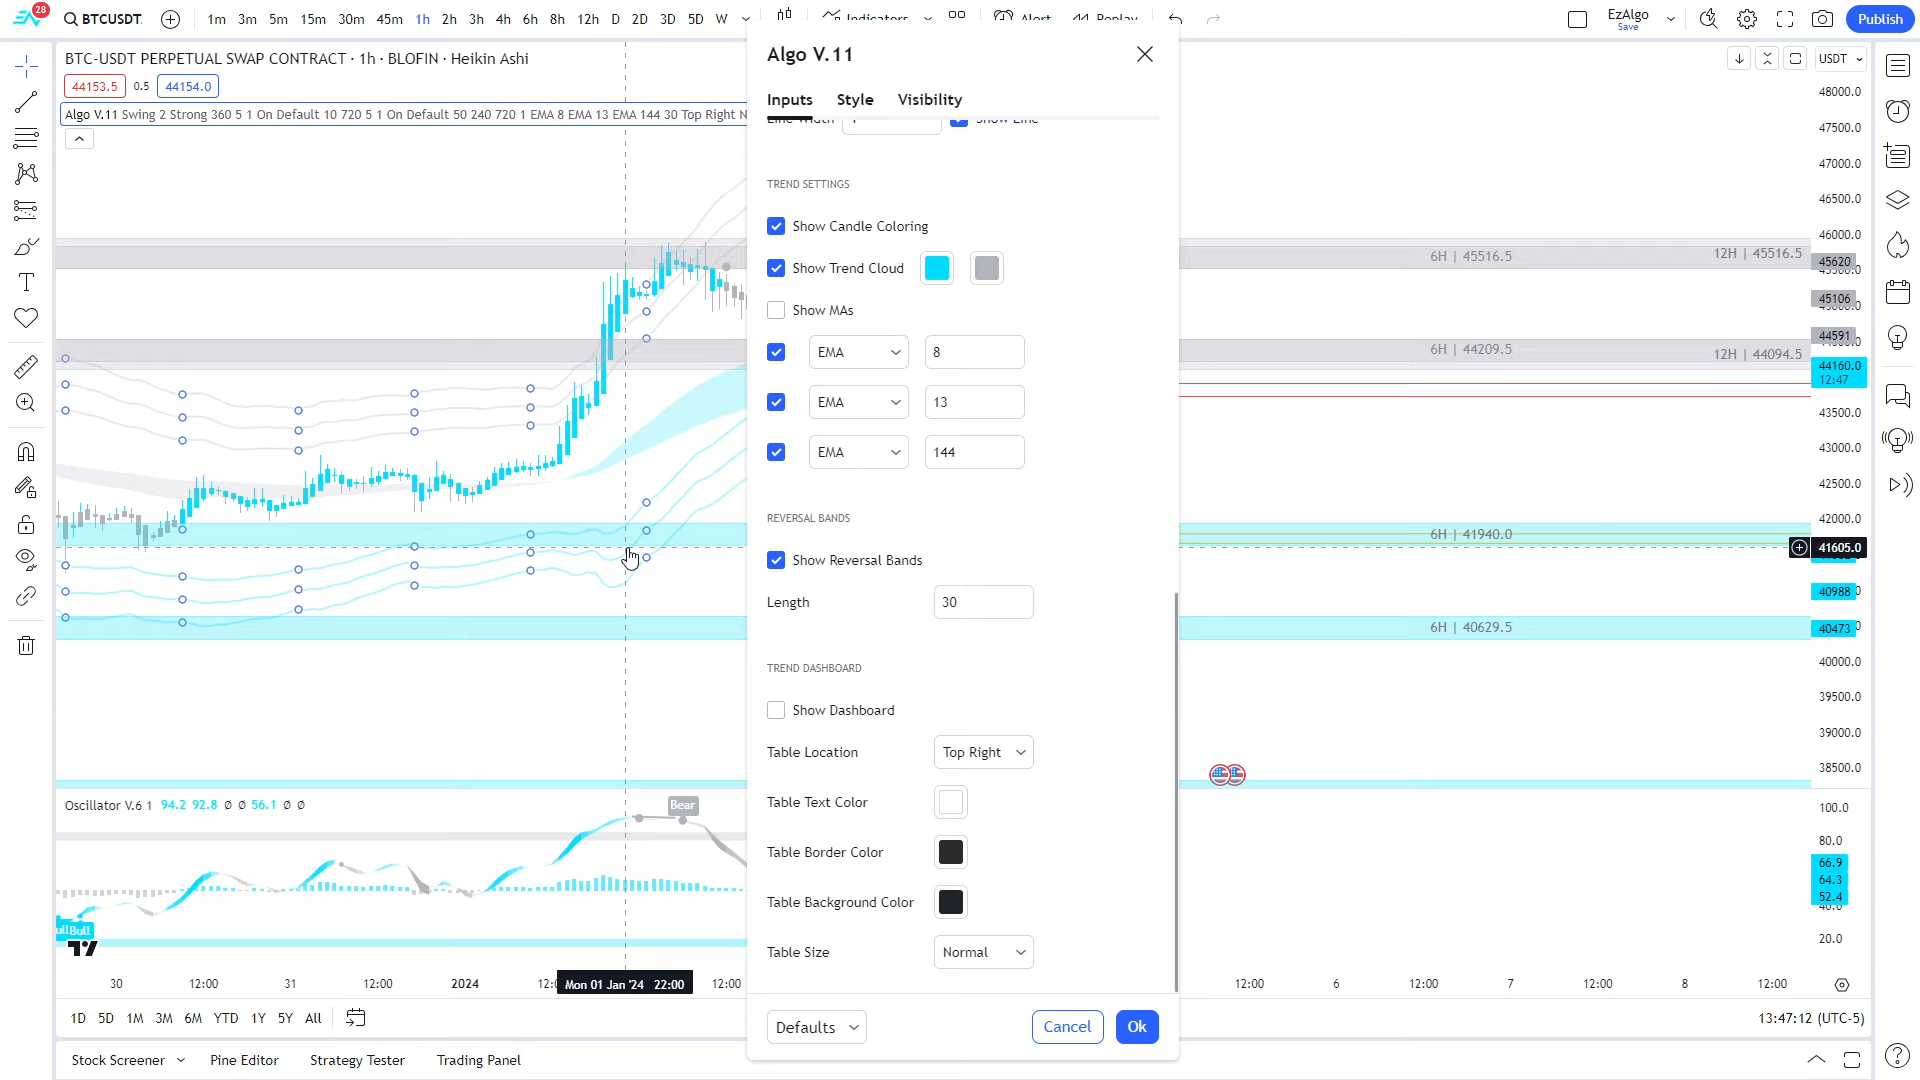 28
BTCUSDT
1m 3m 5m 15m 30m 45m 1h 2h 3h 4h 6h 8h 12h D 2D 3D 5D W
Indicators
Alert
Replay
EzAlgo
Save
Publish
BTC-USDT PERPETUAL SWAP CONTRACT · 1h · BLOFIN · Heikin Ashi
44153.5 0.5 44154.0
Algo V.11 Swing 2 Strong 360 5 1 On Default 10 720 5 1 On Default 50 240 720 1 EMA 8 EMA 13 EMA 144 30 Top Right N
Algo V.11
Inputs Style Visibility
Line Width 1 Show Line
TREND SETTINGS
Show Candle Coloring
Show Trend Cloud
Show MAs
EMA 8
EMA 13
EMA 144
REVERSAL BANDS
Show Reversal Bands
Length 30
TREND DASHBOARD
Show Dashboard
Table Location Top Right
Table Text Color
Table Border Color
Table Background Color
Table Size Normal
Defaults Cancel Ok
USDT
48000.0
47500.0
47000.0
46500.0
46000.0
6H | 45516.5 12H | 45516.5
45620
45106
44591
6H | 44209.5 12H | 44094.5
44160.0
12:47
43500.0
43000.0
42500.0
42000.0
6H | 41940.0
41605.0
40988
6H | 40629.5
40473
40000.0
39500.0
39000.0
38500.0
Oscillator V.6 1 94.2 92.8 ∅ ∅ 56.1 ∅ ∅
Bear
Bull
100.0
80.0
66.9
64.3
52.4
40.0
20.0
30 12:00 31 12:00 2024 Mon 01 Jan '24 22:00 12:00 12:00 6 12:00 7 12:00 8 12:00
1D 5D 1M 3M 6M YTD 1Y 5Y All
13:47:12 (UTC-5)
Stock Screener Pine Editor Strategy Tester Trading Panel